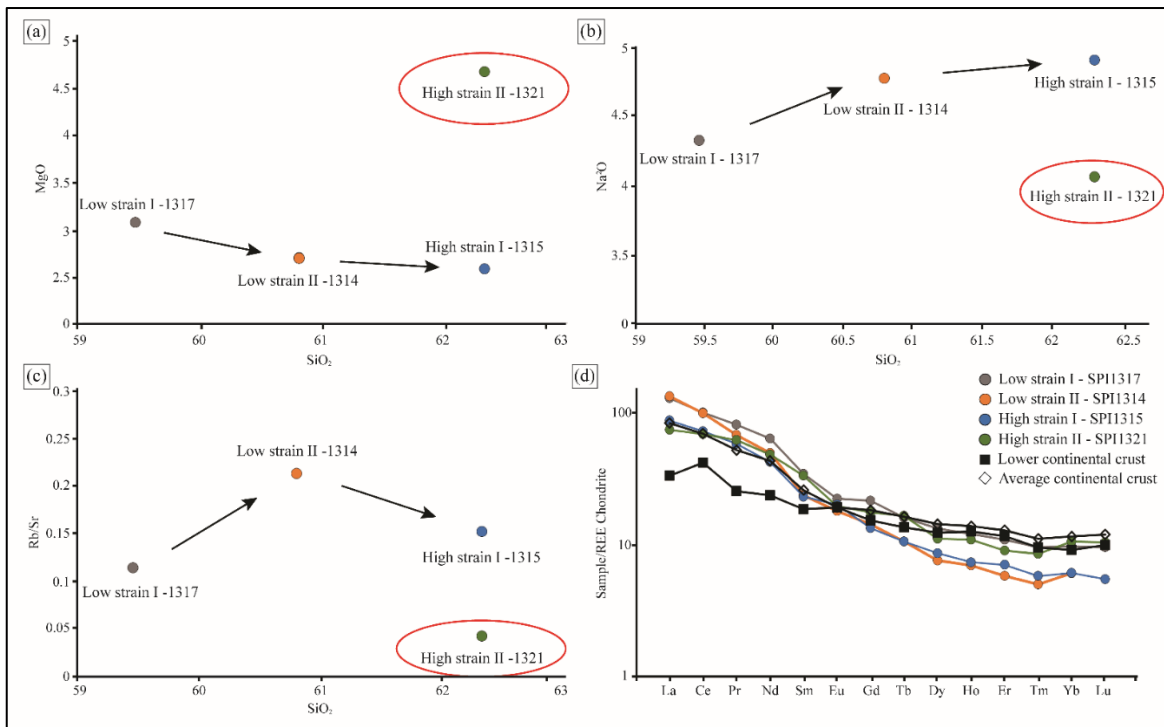 (a)
5
4.5
4
3.5
3
2.5
0
MgO
High strain II -1321
Low strain I -1317
Low strain II -1314
High strain I -1315
59
60
61
62
63
SiO₂
(b)
5
4.5
4
3.5
0
Na²O
Low strain I - 1317
Low strain II - 1314
High strain I - 1315
High strain II - 1321
59
59.5
60
60.5
61
61.5
62
62.5
SiO₂
(c)
0.3
0.25
0.2
0.15
0.1
0.05
0
Rb/Sr
Low strain II -1314
Low strain I -1317
High strain I -1315
High strain II -1321
59
60
61
62
63
SiO₂
(d)
Low strain I - SPI1317
Low strain II - SPI1314
High strain I - SPI1315
High strain II - SPI1321
Lower continental crust
Average continental crust
100
10
1
Sample/REE Chondrite
La Ce Pr Nd Sm Eu Gd Tb Dy Ho Er Tm Yb Lu